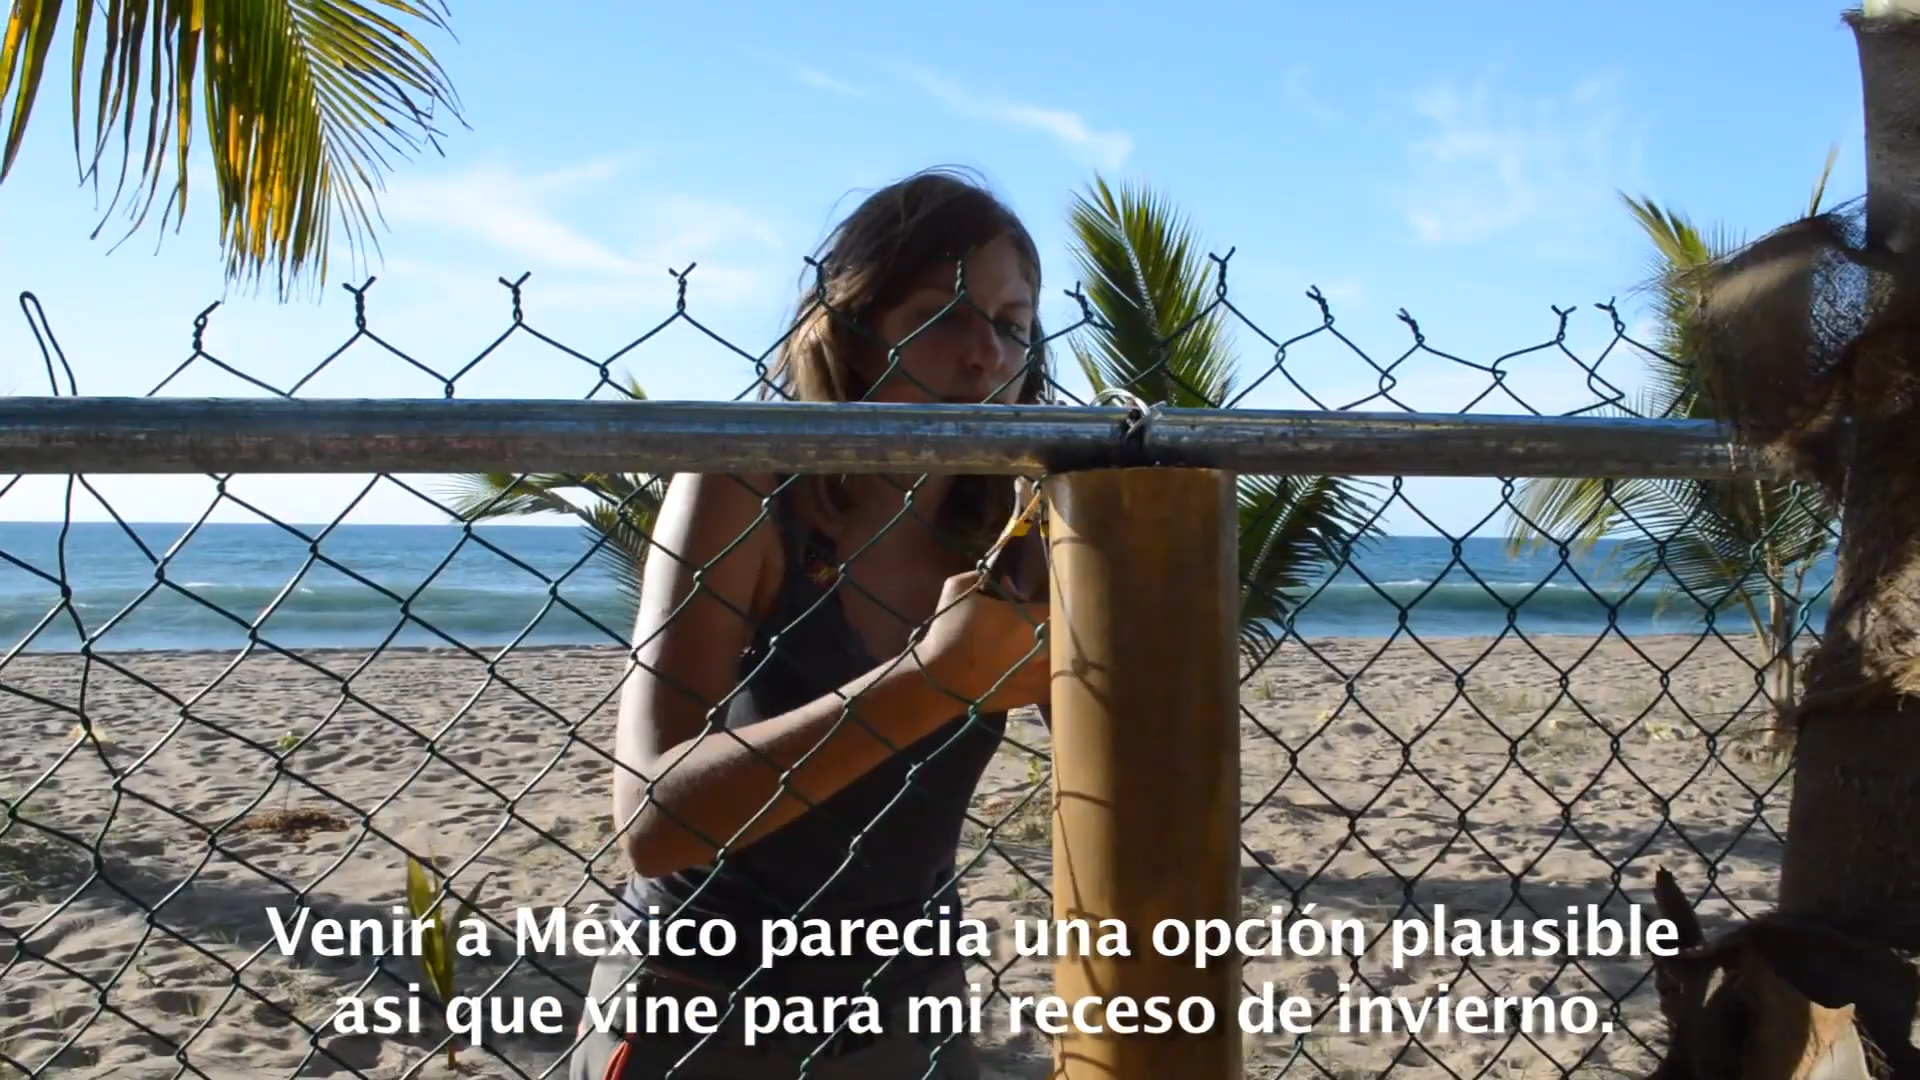 Venir a México parecia una opción plausible
asi que vine para mi receso de invierno.